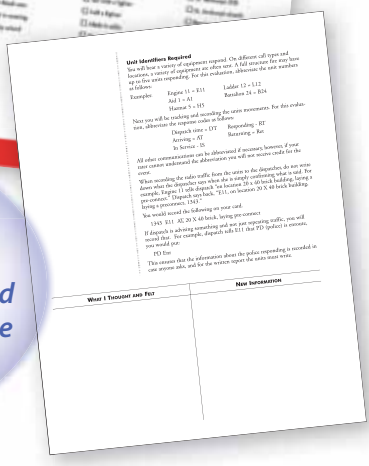 Unit Identifiers Required
You will hear a variety of equipment respond. On different call types and
locations, a variety of equipment are often sent. A full structure fire may have
up to five units responding. For this evaluation, abbreviate the unit numbers
as follows:
Examples Engine 11 = E11 Ladder 12 = L12
Aid 1 = A1 Battalion 24 = B24
Hazmat 5 = H5
Next you will be tracking and recording the units movements. For this evalua-
tion, abbreviate the response codes as follows:
Dispatch time = DT Responding - RT
Arriving = AT Returning = Ret
In Service - IS
All other communications can be abbreviated if necessary, however, if your
rater cannot understand the abbreviation you will not receive credit for the
event.
When recording the radio traffic from the units to the dispatcher, do not write
down what the dispatcher says when she is simply confirming what is said. For
example, Engine 11 tells dispatch "on location 20 x 40 brick building, laying a
pre-connect." Dispatch says back, "E11, on location 20 X 40 brick building,
laying a preconnect. 1343."
You would record the following on your card.
1343 E11 AT, 20 X 40 brick, laying pre-connect
If dispatch is advising something and not just repeating traffic, you will
record that. For example, dispatch tells E11 that PD (police) is enroute,
you would put:
PD Enr
This ensures that the information about the police responding is recorded in
case anyone asks, and for the written report the units must write.
WHAT I THOUGHT AND FELT NEW INFORMATION
d
e